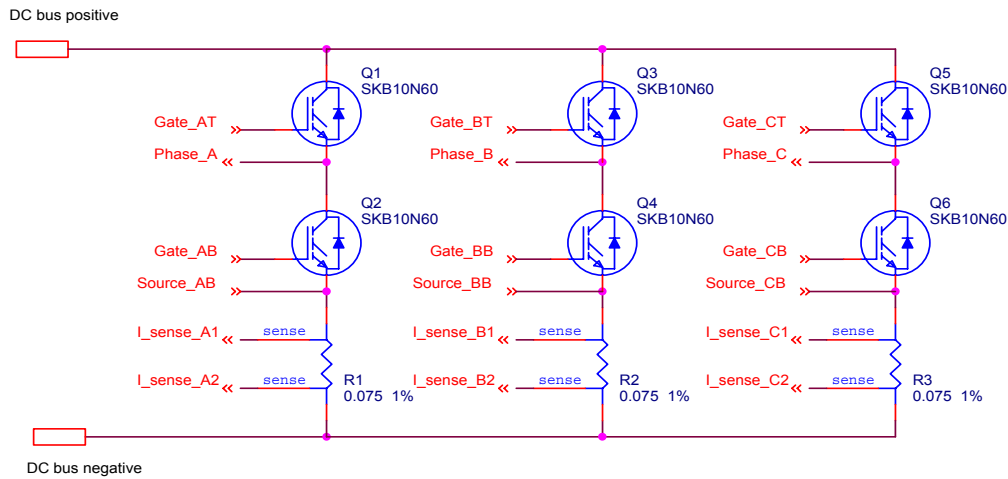 DC bus positive
Q1
SKB10N60
Q3
SKB10N60
Q5
SKB10N60
Gate_AT
Gate_BT
Gate_CT
Phase_A
Phase_B
Phase_C
Q2
SKB10N60
Q4
SKB10N60
Q6
SKB10N60
Gate_AB
Gate_BB
Gate_CB
Source_AB
Source_BB
Source_CB
I_sense_A1
sense
I_sense_B1
sense
I_sense_C1
sense
I_sense_A2
sense
I_sense_B2
sense
I_sense_C2
sense
R1
0.075 1%
R2
0.075 1%
R3
0.075 1%
DC bus negative